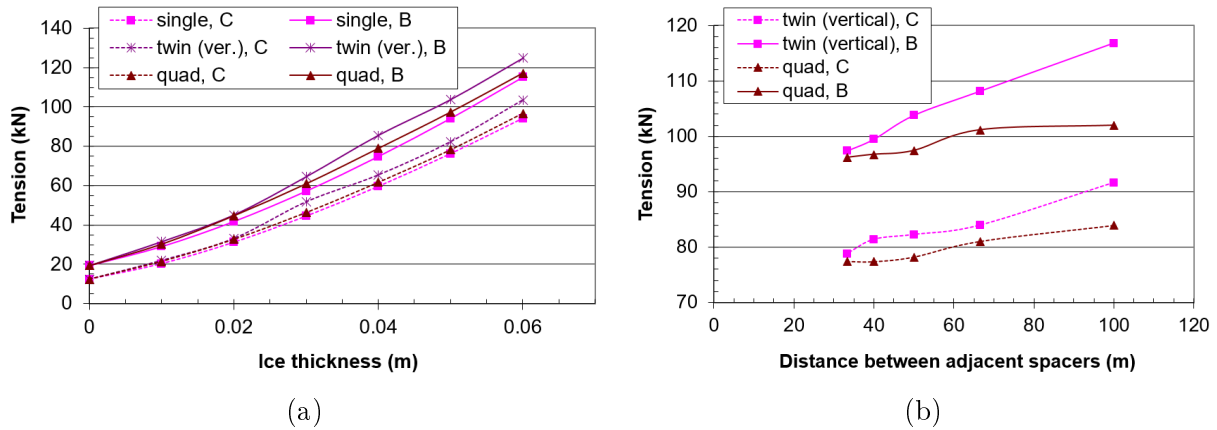 single, C single, B
twin (ver.), C twin (ver.), B
quad, C quad, B
140
120
100
80
60
40
20
0
Tension (kN)
0 0.02 0.04 0.06
Ice thickness (m)
(a)
twin (vertical), C
twin (vertical), B
quad, C
quad, B
120
110
100
90
80
70
Tension (kN)
0 20 40 60 80 100 120
Distance between adjacent spacers (m)
(b)